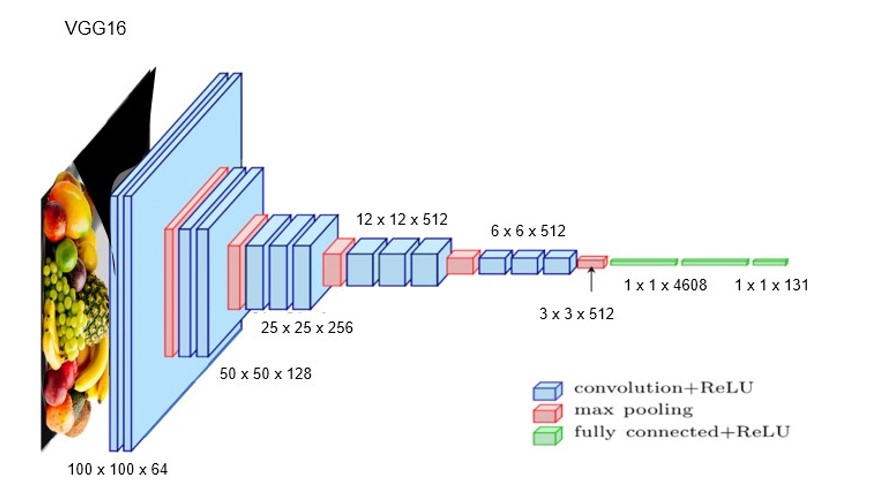 VGG16
12 x 12 x 512
6 x 6 x 512
1 x 1 x 4608
1 x 1 x 131
3 x 3 x 512
25 x 25 x 256
50 x 50 x 128
100 x 100 x 64
convolution+ReLU
max pooling
fully connected+ReLU